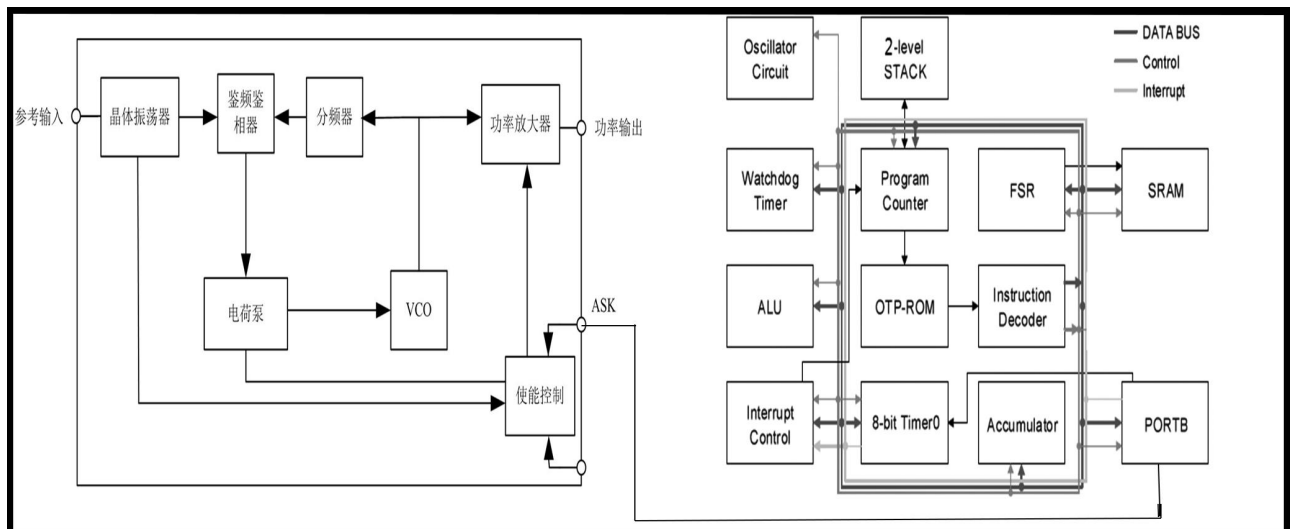 参考输入
晶体振荡器
鉴频鉴
相器
分频器
功率放大器
功率输出
电荷泵
VCO
ASK
使能控制
Oscillator
Circuit
2-level
STACK
DATA BUS
Control
Interrupt
Watchdog
Timer
Program
Counter
FSR
SRAM
ALU
OTP-ROM
Instruction
Decoder
Interrupt
Control
8-bit Timer0
Accumulator
PORTB